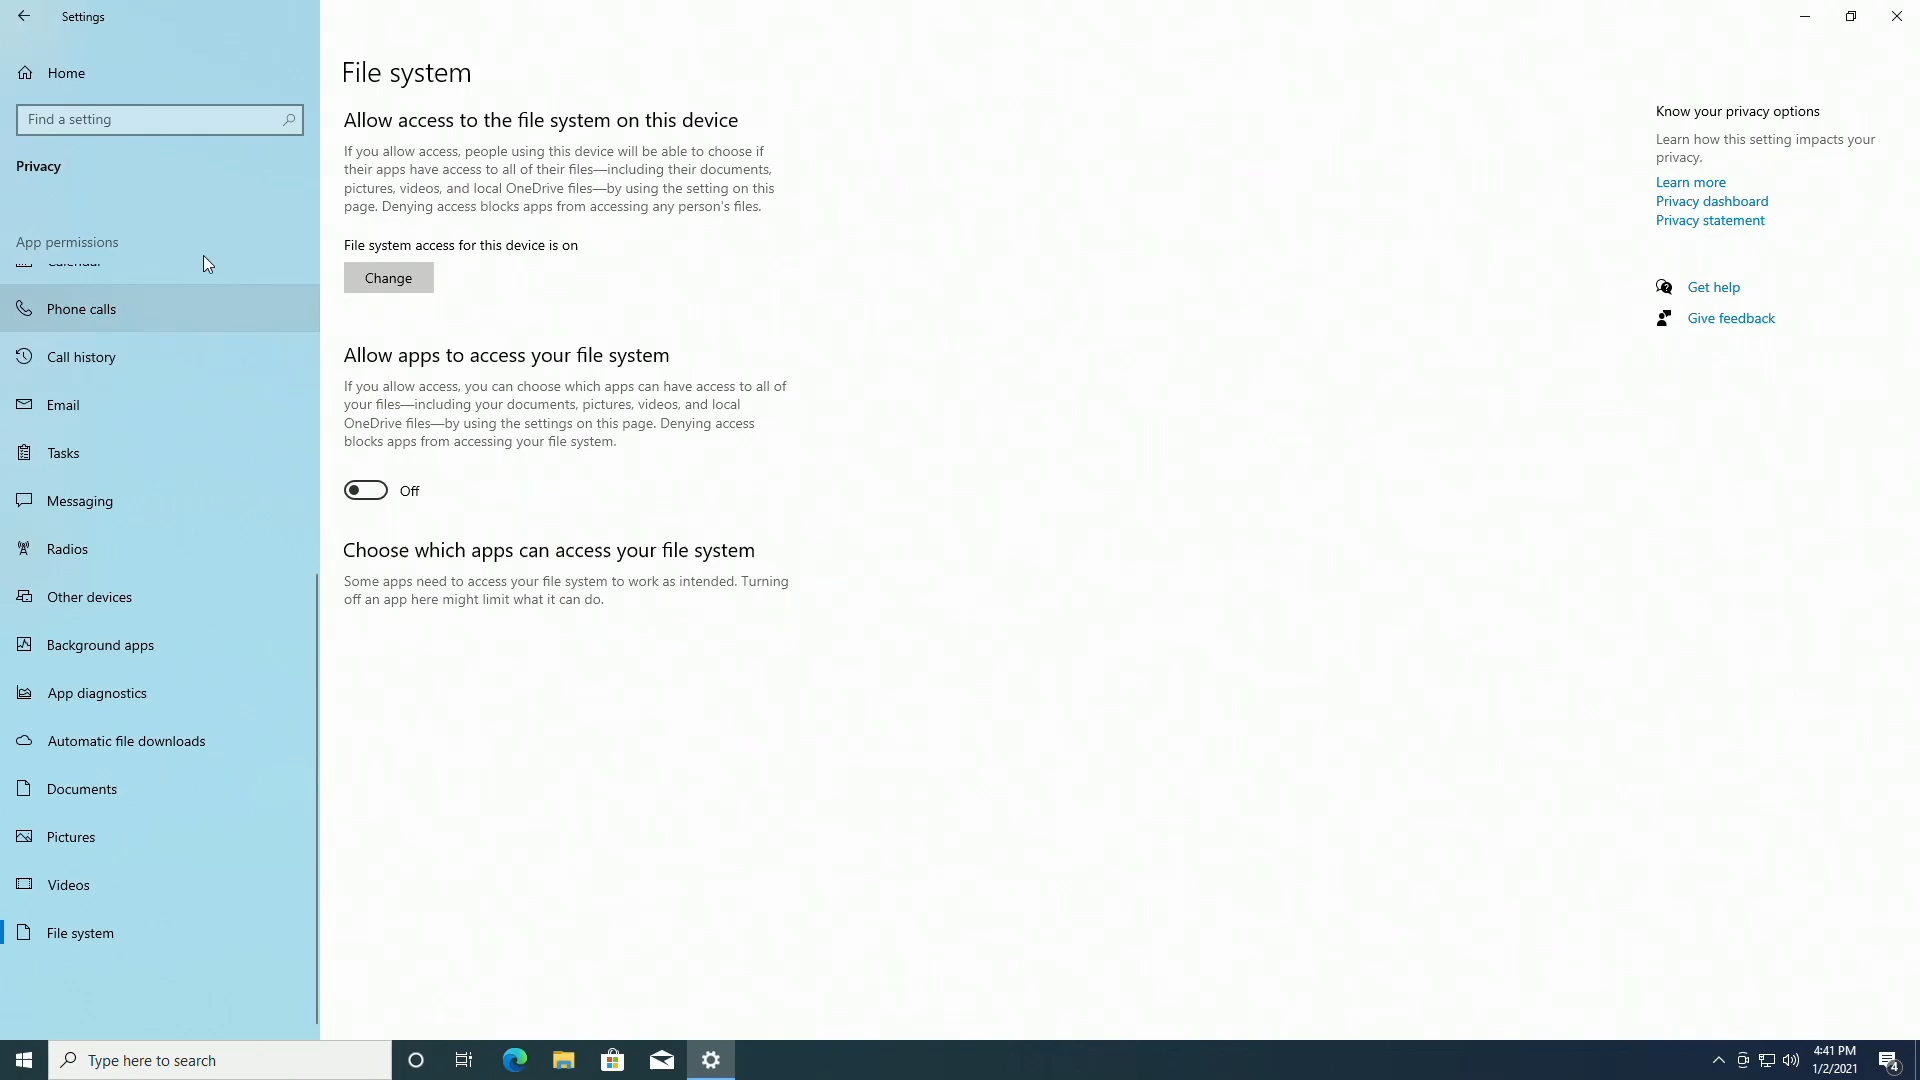 Settings
Home
Find a setting
Privacy
App permissions
Calendar
Phone calls
Call history
Email
Tasks
Messaging
Radios
Other devices
Background apps
App diagnostics
Automatic file downloads
Documents
Pictures
Videos
File system
File system
Allow access to the file system on this device
If you allow access, people using this device will be able to choose if
their apps have access to all of their files—including their documents,
pictures, videos, and local OneDrive files—by using the setting on this
page. Denying access blocks apps from accessing any person's files.
File system access for this device is on
Change
Allow apps to access your file system
If you allow access, you can choose which apps can have access to all of
your files—including your documents, pictures, videos, and local
OneDrive files—by using the settings on this page. Denying access
blocks apps from accessing your file system.
Off
Choose which apps can access your file system
Some apps need to access your file system to work as intended. Turning
off an app here might limit what it can do.
Know your privacy options
Learn how this setting impacts your
privacy.
Learn more
Privacy dashboard
Privacy statement
Get help
Give feedback
Type here to search
4:41 PM
1/2/2021
4